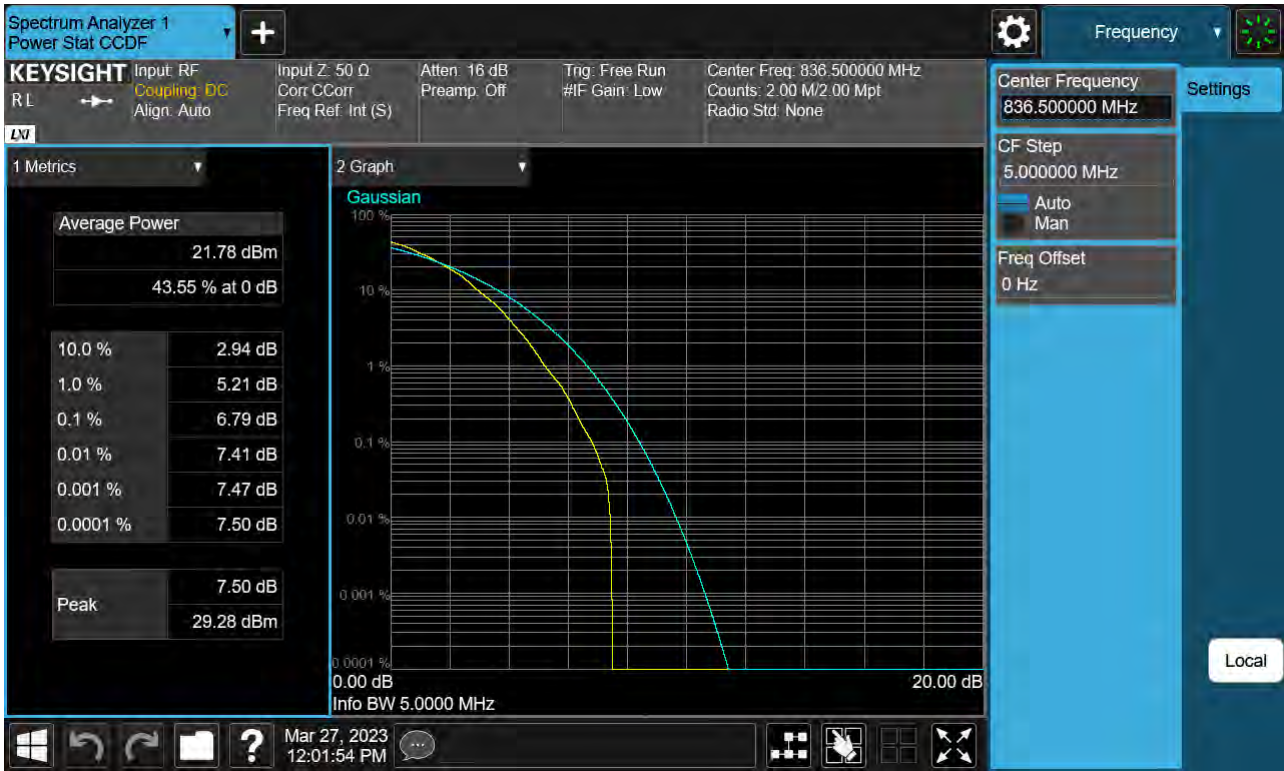 Spectrum Analyzer 1
Power Stat CCDF
Frequency
KEYSIGHT
RL
LXI
Input: RF
Coupling: DC
Align: Auto
Input Z: 50 Ω
Corr CCorr
Freq Ref: Int (S)
Atten: 16 dB
Preamp: Off
Trig: Free Run
#IF Gain: Low
Center Freq: 836.500000 MHz
Counts: 2.00 M/2.00 Mpt
Radio Std: None
Center Frequency
836.500000 MHz
Settings
CF Step
5.000000 MHz
Auto
Man
Freq Offset
0 Hz
Local
1 Metrics
Average Power
21.78 dBm
43.55 % at 0 dB
10.0 % 2.94 dB
1.0 % 5.21 dB
0.1 % 6.79 dB
0.01 % 7.41 dB
0.001 % 7.47 dB
0.0001 % 7.50 dB
Peak
7.50 dB
29.28 dBm
2 Graph
Gaussian
100 %
10 %
1 %
0.1 %
0.01 %
0.001 %
0.0001 %
0.00 dB
20.00 dB
Info BW 5.0000 MHz
?
Mar 27, 2023
12:01:54 PM